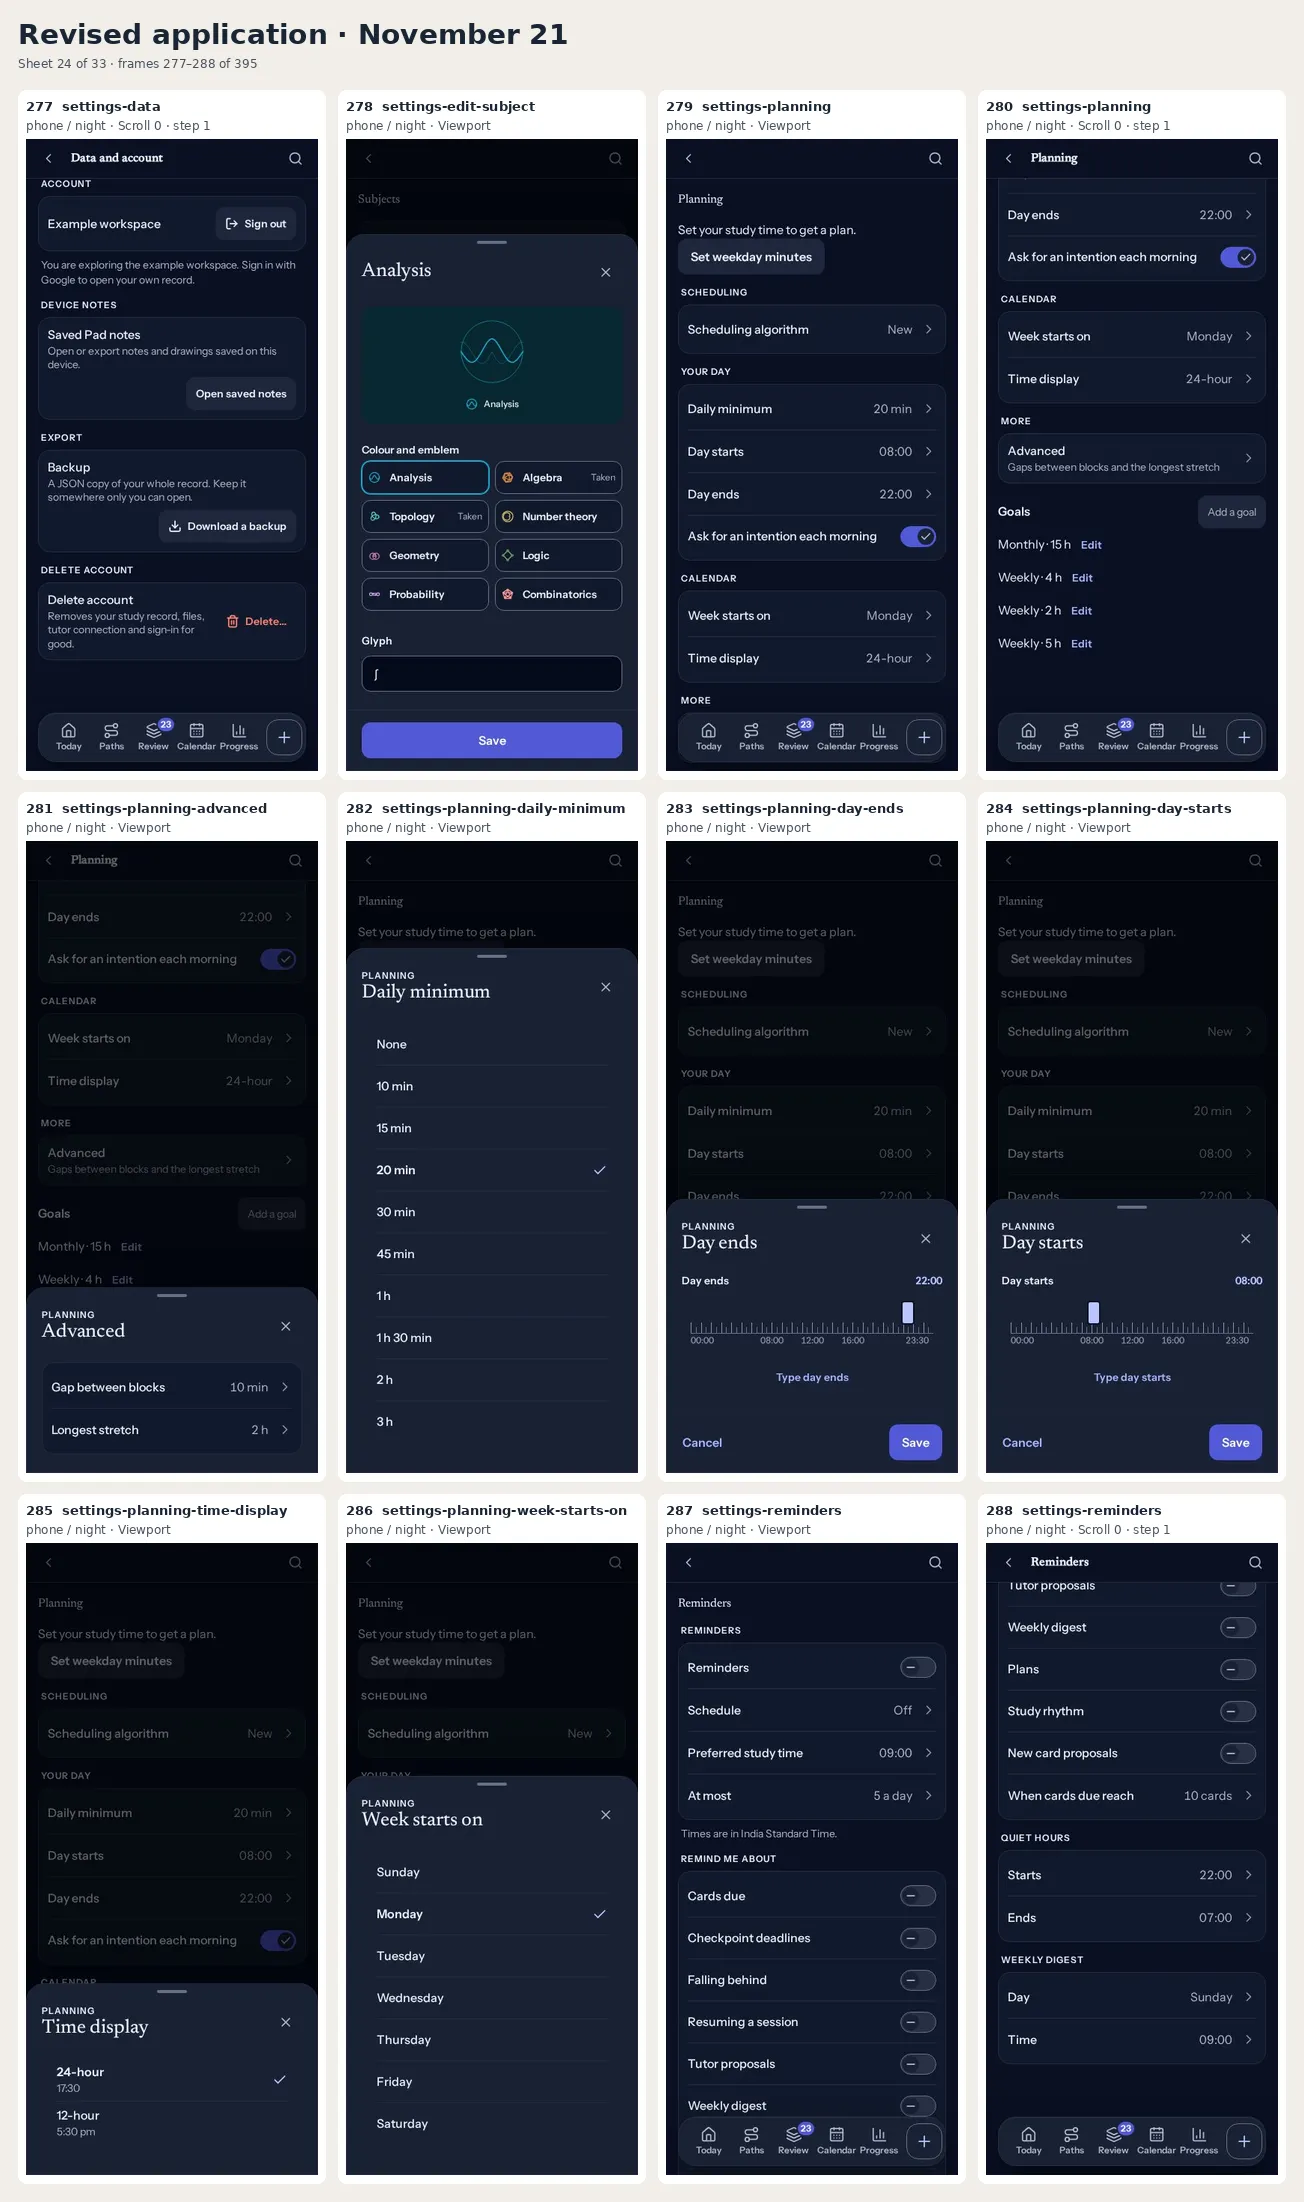 Revised application · November 21
Sheet 24 of 33 · frames 277–288 of 395
277 settings-data
phone / night · Scroll 0 · step 1
Data and account
ACCOUNT
Example workspace
Sign out
You are exploring the example workspace. Sign in with
Google to open your own record.
DEVICE NOTES
Saved Pad notes
Open or export notes and drawings saved on this
device.
Open saved notes
EXPORT
Backup
A JSON copy of your whole record. Keep it
somewhere only you can open.
Download a backup
DELETE ACCOUNT
Delete account
Removes your study record, files,
tutor connection and sign-in for
good.
Delete…
23
Today
Paths
Review
Calendar
Progress
278 settings-edit-subject
phone / night · Viewport
Subjects
Analysis
Analysis
Colour and emblem
Analysis
Algebra
Taken
Topology
Taken
Number theory
Geometry
Logic
Probability
Combinatorics
Glyph
∫
Save
279 settings-planning
phone / night · Viewport
Planning
Set your study time to get a plan.
Set weekday minutes
SCHEDULING
Scheduling algorithm
New
YOUR DAY
Daily minimum
20 min
Day starts
08:00
Day ends
22:00
Ask for an intention each morning
CALENDAR
Week starts on
Monday
Time display
24-hour
MORE
23
Today
Paths
Review
Calendar
Progress
280 settings-planning
phone / night · Scroll 0 · step 1
Planning
Day ends
22:00
Ask for an intention each morning
CALENDAR
Week starts on
Monday
Time display
24-hour
MORE
Advanced
Gaps between blocks and the longest stretch
Goals
Add a goal
Monthly · 15 h Edit
Weekly · 4 h Edit
Weekly · 2 h Edit
Weekly · 5 h Edit
23
Today
Paths
Review
Calendar
Progress
281 settings-planning-advanced
phone / night · Viewport
Planning
Day ends
22:00
Ask for an intention each morning
CALENDAR
Week starts on
Monday
Time display
24-hour
MORE
Advanced
Gaps between blocks and the longest stretch
Goals
Add a goal
Monthly · 15 h Edit
Weekly · 4 h Edit
PLANNING
Advanced
Gap between blocks
10 min
Longest stretch
2 h
282 settings-planning-daily-minimum
phone / night · Viewport
Planning
Set your study time to get a plan.
PLANNING
Daily minimum
None
10 min
15 min
20 min
30 min
45 min
1 h
1 h 30 min
2 h
3 h
283 settings-planning-day-ends
phone / night · Viewport
Planning
Set your study time to get a plan.
Set weekday minutes
SCHEDULING
Scheduling algorithm
New
YOUR DAY
Daily minimum
20 min
Day starts
08:00
Day ends
22:00
PLANNING
Day ends
Day ends
22:00
00:00 08:00 12:00 16:00 23:30
Type day ends
Cancel
Save
284 settings-planning-day-starts
phone / night · Viewport
Planning
Set your study time to get a plan.
Set weekday minutes
SCHEDULING
Scheduling algorithm
New
YOUR DAY
Daily minimum
20 min
Day starts
08:00
Day ends
22:00
PLANNING
Day starts
Day starts
08:00
00:00 08:00 12:00 16:00 23:30
Type day starts
Cancel
Save
285 settings-planning-time-display
phone / night · Viewport
Planning
Set your study time to get a plan.
Set weekday minutes
SCHEDULING
Scheduling algorithm
New
YOUR DAY
Daily minimum
20 min
Day starts
08:00
Day ends
22:00
Ask for an intention each morning
CALENDAR
PLANNING
Time display
24-hour
17:30
12-hour
5:30 pm
286 settings-planning-week-starts-on
phone / night · Viewport
Planning
Set your study time to get a plan.
Set weekday minutes
SCHEDULING
Scheduling algorithm
New
YOUR DAY
PLANNING
Week starts on
Sunday
Monday
Tuesday
Wednesday
Thursday
Friday
Saturday
287 settings-reminders
phone / night · Viewport
Reminders
REMINDERS
Reminders
Schedule
Off
Preferred study time
09:00
At most
5 a day
Times are in India Standard Time.
REMIND ME ABOUT
Cards due
Checkpoint deadlines
Falling behind
Resuming a session
Tutor proposals
Weekly digest
23
Today
Paths
Review
Calendar
Progress
288 settings-reminders
phone / night · Scroll 0 · step 1
Reminders
Tutor proposals
Weekly digest
Plans
Study rhythm
New card proposals
When cards due reach
10 cards
QUIET HOURS
Starts
22:00
Ends
07:00
WEEKLY DIGEST
Day
Sunday
Time
09:00
23
Today
Paths
Review
Calendar
Progress